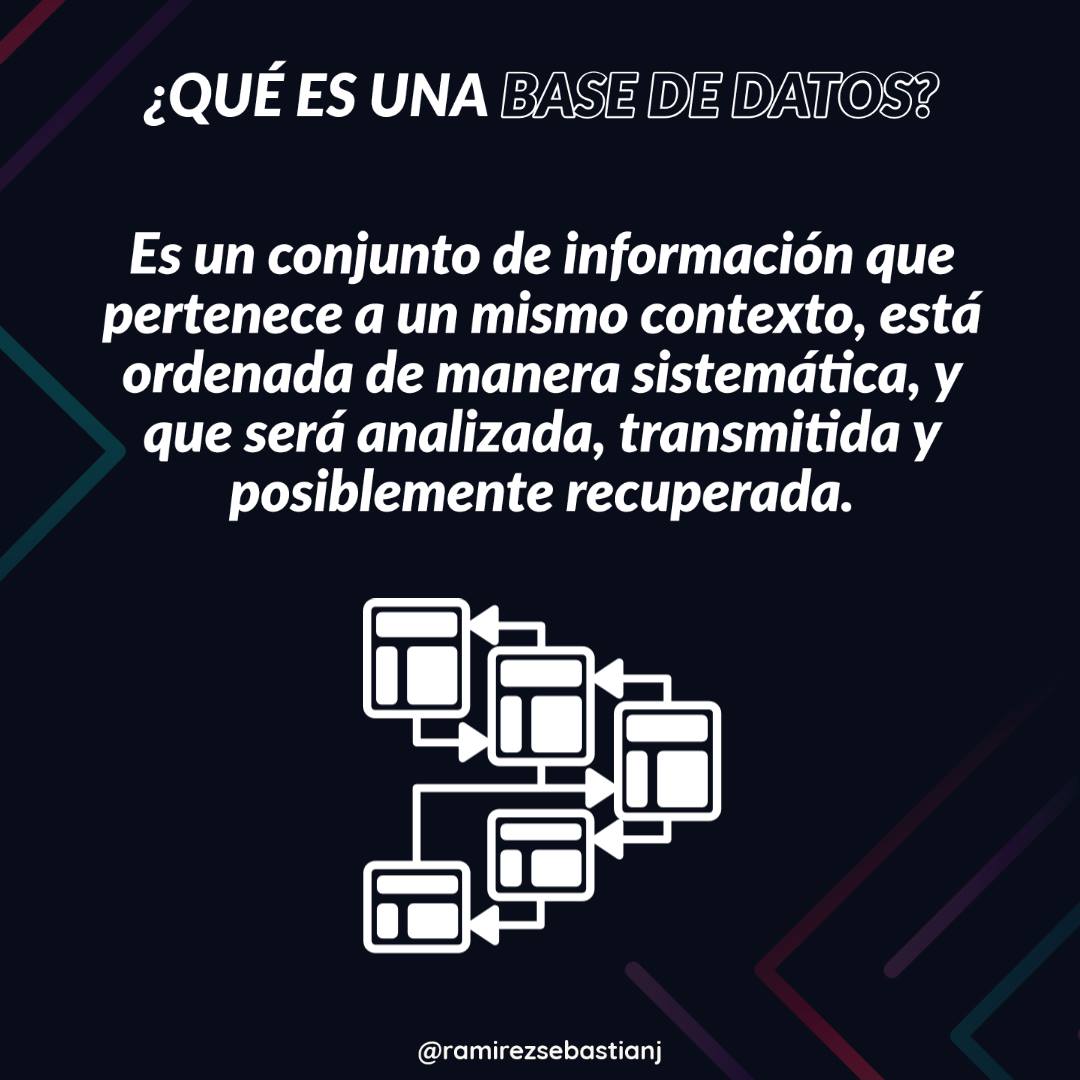 ¿QUÉ ES UNA BASE DE DATOS?
Es un conjunto de información que
pertenece a un mismo contexto, está
ordenada de manera sistemática, y
que será analizada, transmitida y
posiblemente recuperada.
@ramirezsebastianj